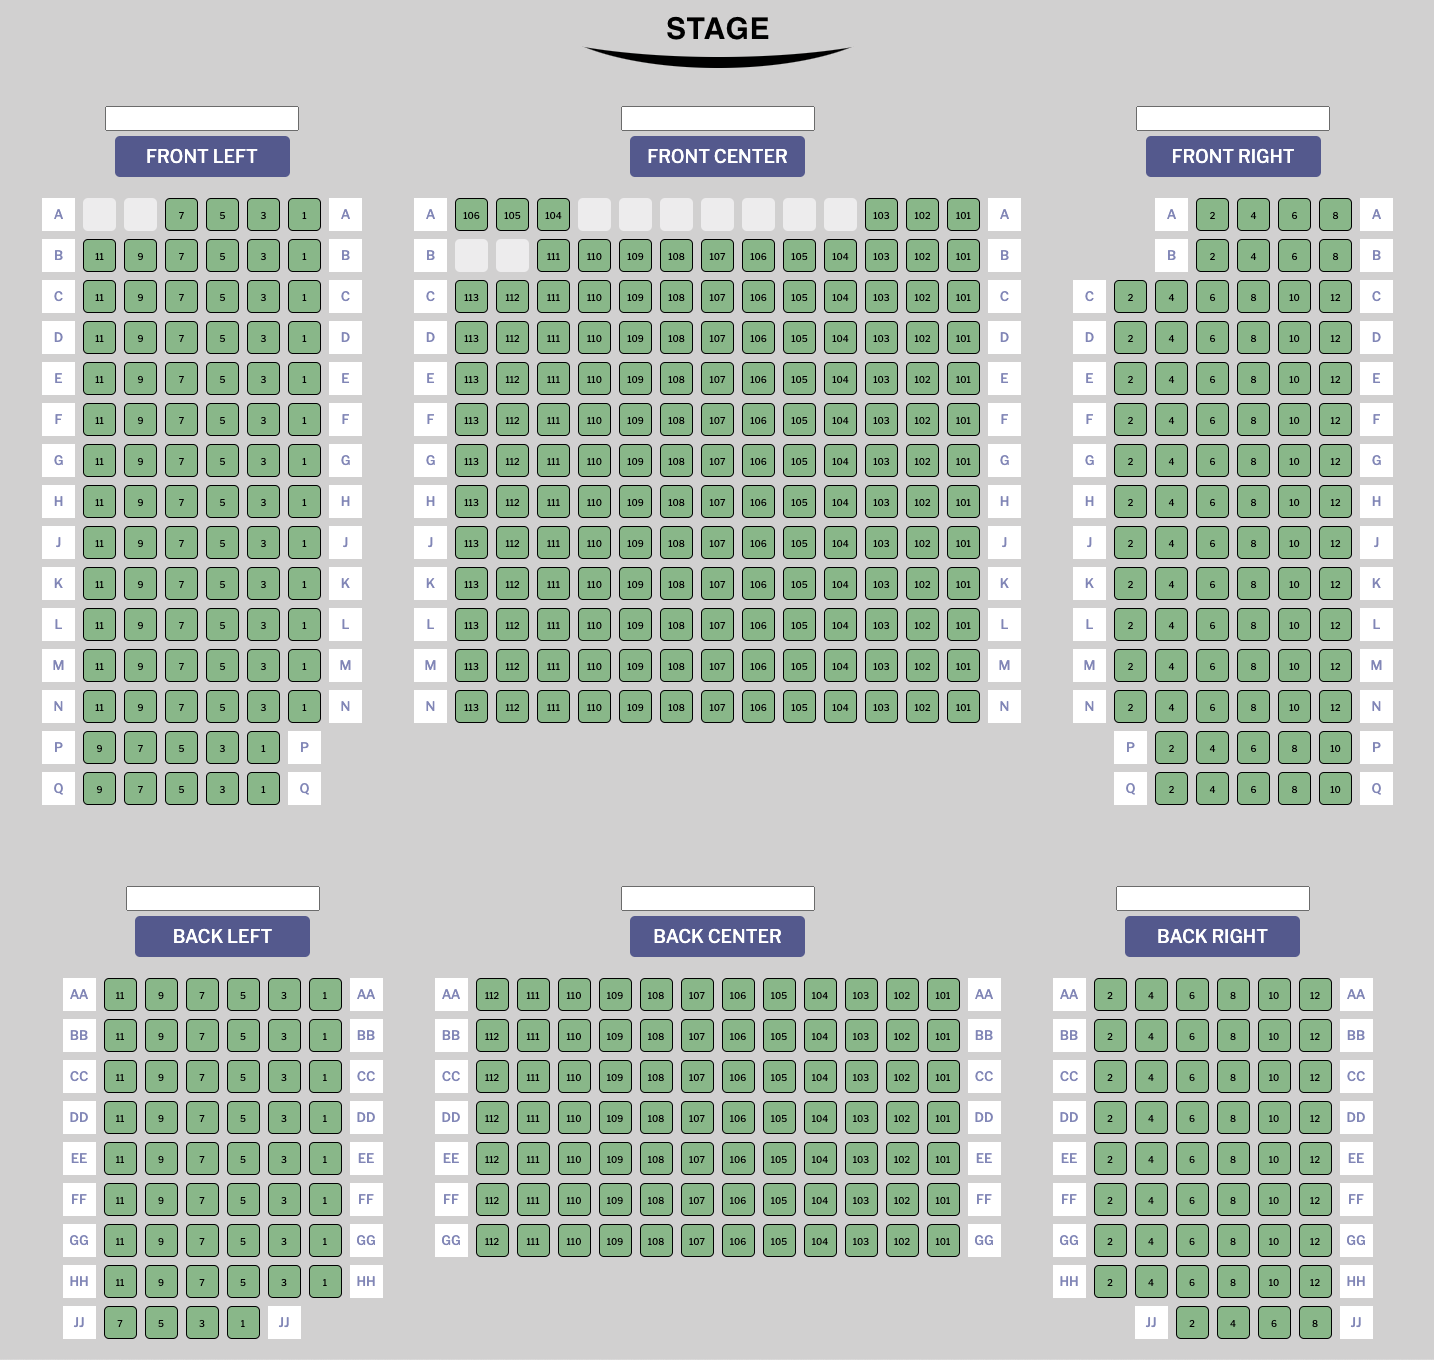 STAGE
FRONT LEFT FRONT CENTER FRONT RIGHT
A 7 5 3 1 A A 106 105 104 103 102 101 A A 2 4 6 8 A
B 11 9 7 5 3 1 B B 111 110 109 108 107 106 105 104 103 102 101 B B 2 4 6 8 B
C 11 9 7 5 3 1 C C 113 112 111 110 109 108 107 106 105 104 103 102 101 C C 2 4 6 8 10 12 C
D 11 9 7 5 3 1 D D 113 112 111 110 109 108 107 106 105 104 103 102 101 D D 2 4 6 8 10 12 D
E 11 9 7 5 3 1 E E 113 112 111 110 109 108 107 106 105 104 103 102 101 E E 2 4 6 8 10 12 E
F 11 9 7 5 3 1 F F 113 112 111 110 109 108 107 106 105 104 103 102 101 F F 2 4 6 8 10 12 F
G 11 9 7 5 3 1 G G 113 112 111 110 109 108 107 106 105 104 103 102 101 G G 2 4 6 8 10 12 G
H 11 9 7 5 3 1 H H 113 112 111 110 109 108 107 106 105 104 103 102 101 H H 2 4 6 8 10 12 H
J 11 9 7 5 3 1 J J 113 112 111 110 109 108 107 106 105 104 103 102 101 J J 2 4 6 8 10 12 J
K 11 9 7 5 3 1 K K 113 112 111 110 109 108 107 106 105 104 103 102 101 K K 2 4 6 8 10 12 K
L 11 9 7 5 3 1 L L 113 112 111 110 109 108 107 106 105 104 103 102 101 L L 2 4 6 8 10 12 L
M 11 9 7 5 3 1 M M 113 112 111 110 109 108 107 106 105 104 103 102 101 M M 2 4 6 8 10 12 M
N 11 9 7 5 3 1 N N 113 112 111 110 109 108 107 106 105 104 103 102 101 N N 2 4 6 8 10 12 N
P 9 7 5 3 1 P P 2 4 6 8 10 P
Q 9 7 5 3 1 Q Q 2 4 6 8 10 Q
BACK LEFT BACK CENTER BACK RIGHT
AA 11 9 7 5 3 1 AA AA 112 111 110 109 108 107 106 105 104 103 102 101 AA AA 2 4 6 8 10 12 AA
BB 11 9 7 5 3 1 BB BB 112 111 110 109 108 107 106 105 104 103 102 101 BB BB 2 4 6 8 10 12 BB
CC 11 9 7 5 3 1 CC CC 112 111 110 109 108 107 106 105 104 103 102 101 CC CC 2 4 6 8 10 12 CC
DD 11 9 7 5 3 1 DD DD 112 111 110 109 108 107 106 105 104 103 102 101 DD DD 2 4 6 8 10 12 DD
EE 11 9 7 5 3 1 EE EE 112 111 110 109 108 107 106 105 104 103 102 101 EE EE 2 4 6 8 10 12 EE
FF 11 9 7 5 3 1 FF FF 112 111 110 109 108 107 106 105 104 103 102 101 FF FF 2 4 6 8 10 12 FF
GG 11 9 7 5 3 1 GG GG 112 111 110 109 108 107 106 105 104 103 102 101 GG GG 2 4 6 8 10 12 GG
HH 11 9 7 5 3 1 HH HH 2 4 6 8 10 12 HH
JJ 7 5 3 1 JJ JJ 2 4 6 8 JJ